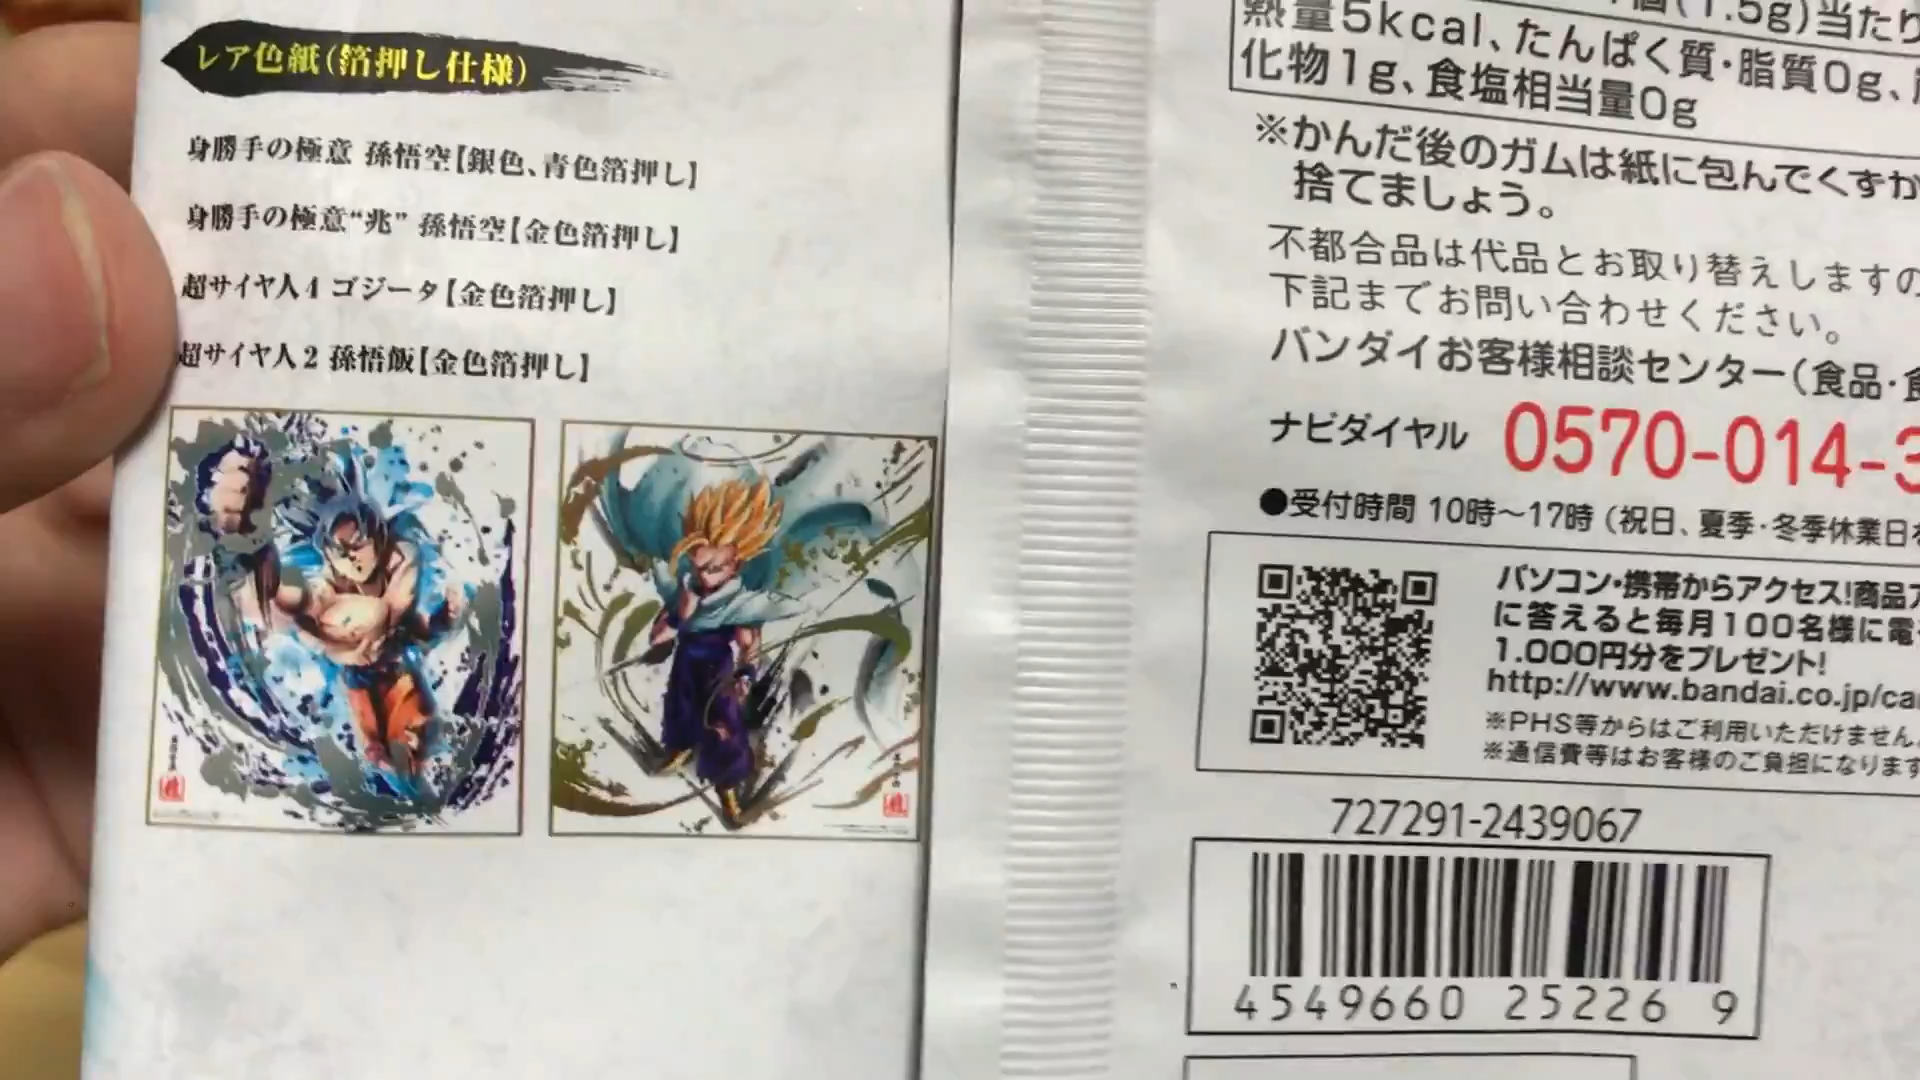 レア色紙(箔押し仕様)
身勝手の極意 孫悟空【銀色、青色箔押し】
身勝手の極意“兆” 孫悟空【金色箔押し】
超サイヤ人4 ゴジータ【金色箔押し】
超サイヤ人2 孫悟飯【金色箔押し】
個(1.5g)当たり
熱量5kcal、たんぱく質・脂質0g、
化物1g、食塩相当量0g
※かんだ後のガムは紙に包んでくずか
捨てましょう。
不都合品は代品とお取り替えしますの
下記までお問い合わせください。
バンダイお客様相談センター(食品・
ナビダイヤル 0570-014-3
●受付時間 10時～17時 (祝日、夏季・冬季休業日
パソコン・携帯からアクセス!商品ア
に答えると毎月100名様に電
1.000円分をプレゼント!
http://www.bandai.co.jp/ca
※PHS等からはご利用いただけません。
※通信費等はお客様のご負担になります
727291-2439067
4549660 25226 9